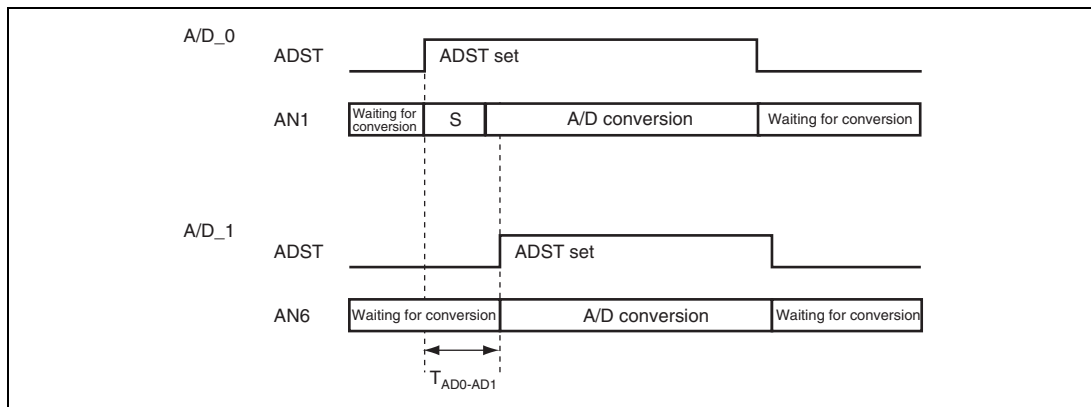 A/D_0
ADST
ADST set
AN1
Waiting for
conversion
S
A/D conversion
Waiting for conversion
A/D_1
ADST
ADST set
AN6
Waiting for conversion
A/D conversion
Waiting for conversion
TAD0-AD1